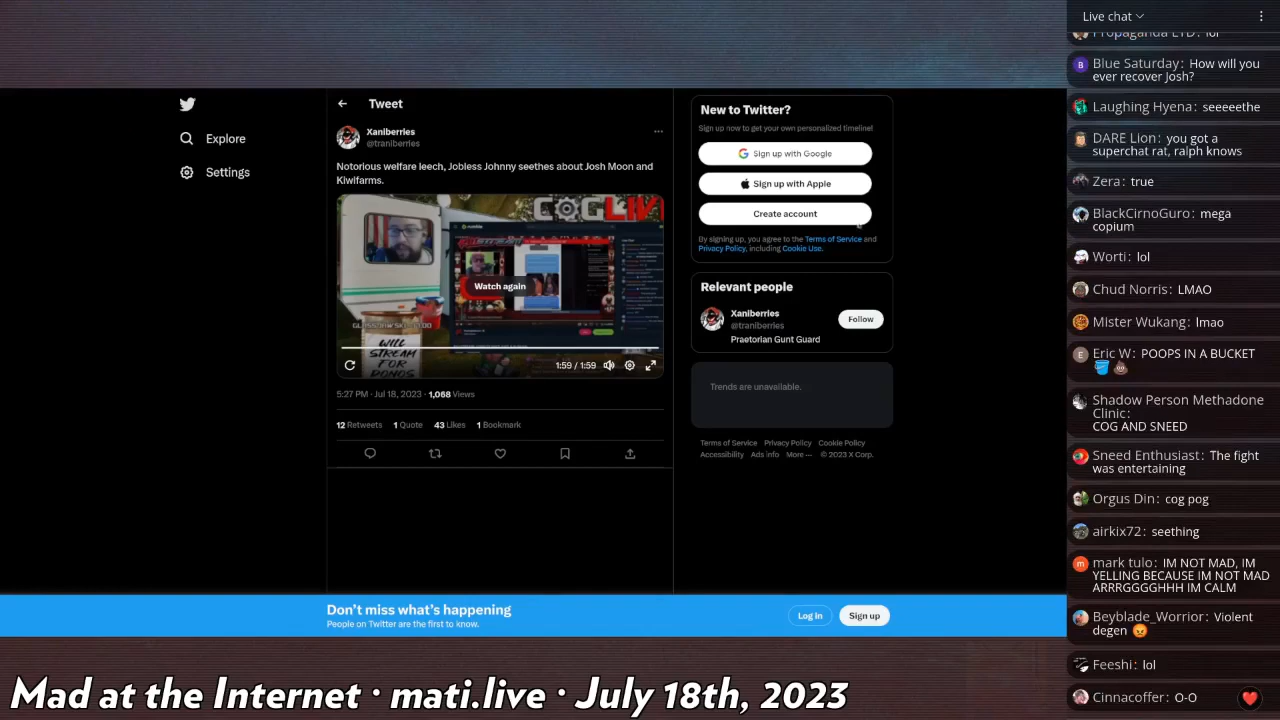 Tweet
Xaniberries
@traniberries
Explore
Settings
Notorious welfare leech, Jobless Johnny seethes about Josh Moon and
Kiwifarms.
COGLIV
Watch again
WILL
STREAM
FOR
DONOS
1:59 / 1:59
5:27 PM · Jul 18, 2023 · 1,068 Views
12 Retweets 1 Quote 43 Likes 1 Bookmark
New to Twitter?
Sign up now to get your own personalized timeline!
Sign up with Google
Sign up with Apple
Create account
By signing up, you agree to the Terms of Service and
Privacy Policy, including Cookie Use.
Relevant people
Xaniberries
@traniberries
Follow
Praetorian Gunt Guard
Trends are unavailable.
Terms of Service Privacy Policy Cookie Policy
Accessibility Ads info More ··· © 2023 X Corp.
Don't miss what's happening
People on Twitter are the first to know.
Log in
Sign up
Mad at the Internet · mati.live · July 18th, 2023
Live chat
Propaganda LTD: lol
B
Blue Saturday: How will you
ever recover Josh?
Laughing Hyena: seeeeethe
DARE Lion: you got a
superchat rat, ralph knows
Zera: true
BlackCirnoGuro: mega
copium
Worti: lol
Chud Norris: LMAO
Mister Wukong: lmao
E
Eric W: POOPS IN A BUCKET
Shadow Person Methadone
Clinic:
COG AND SNEED
Sneed Enthusiast: The fight
was entertaining
Orgus Din: cog pog
airkix72: seething
m
mark tulo: IM NOT MAD, IM
YELLING BECAUSE IM NOT MAD
ARRRGGGGHHH IM CALM
Beyblade_Worrior: Violent
degen
Feeshi: lol
Cinnacoffer: O-O